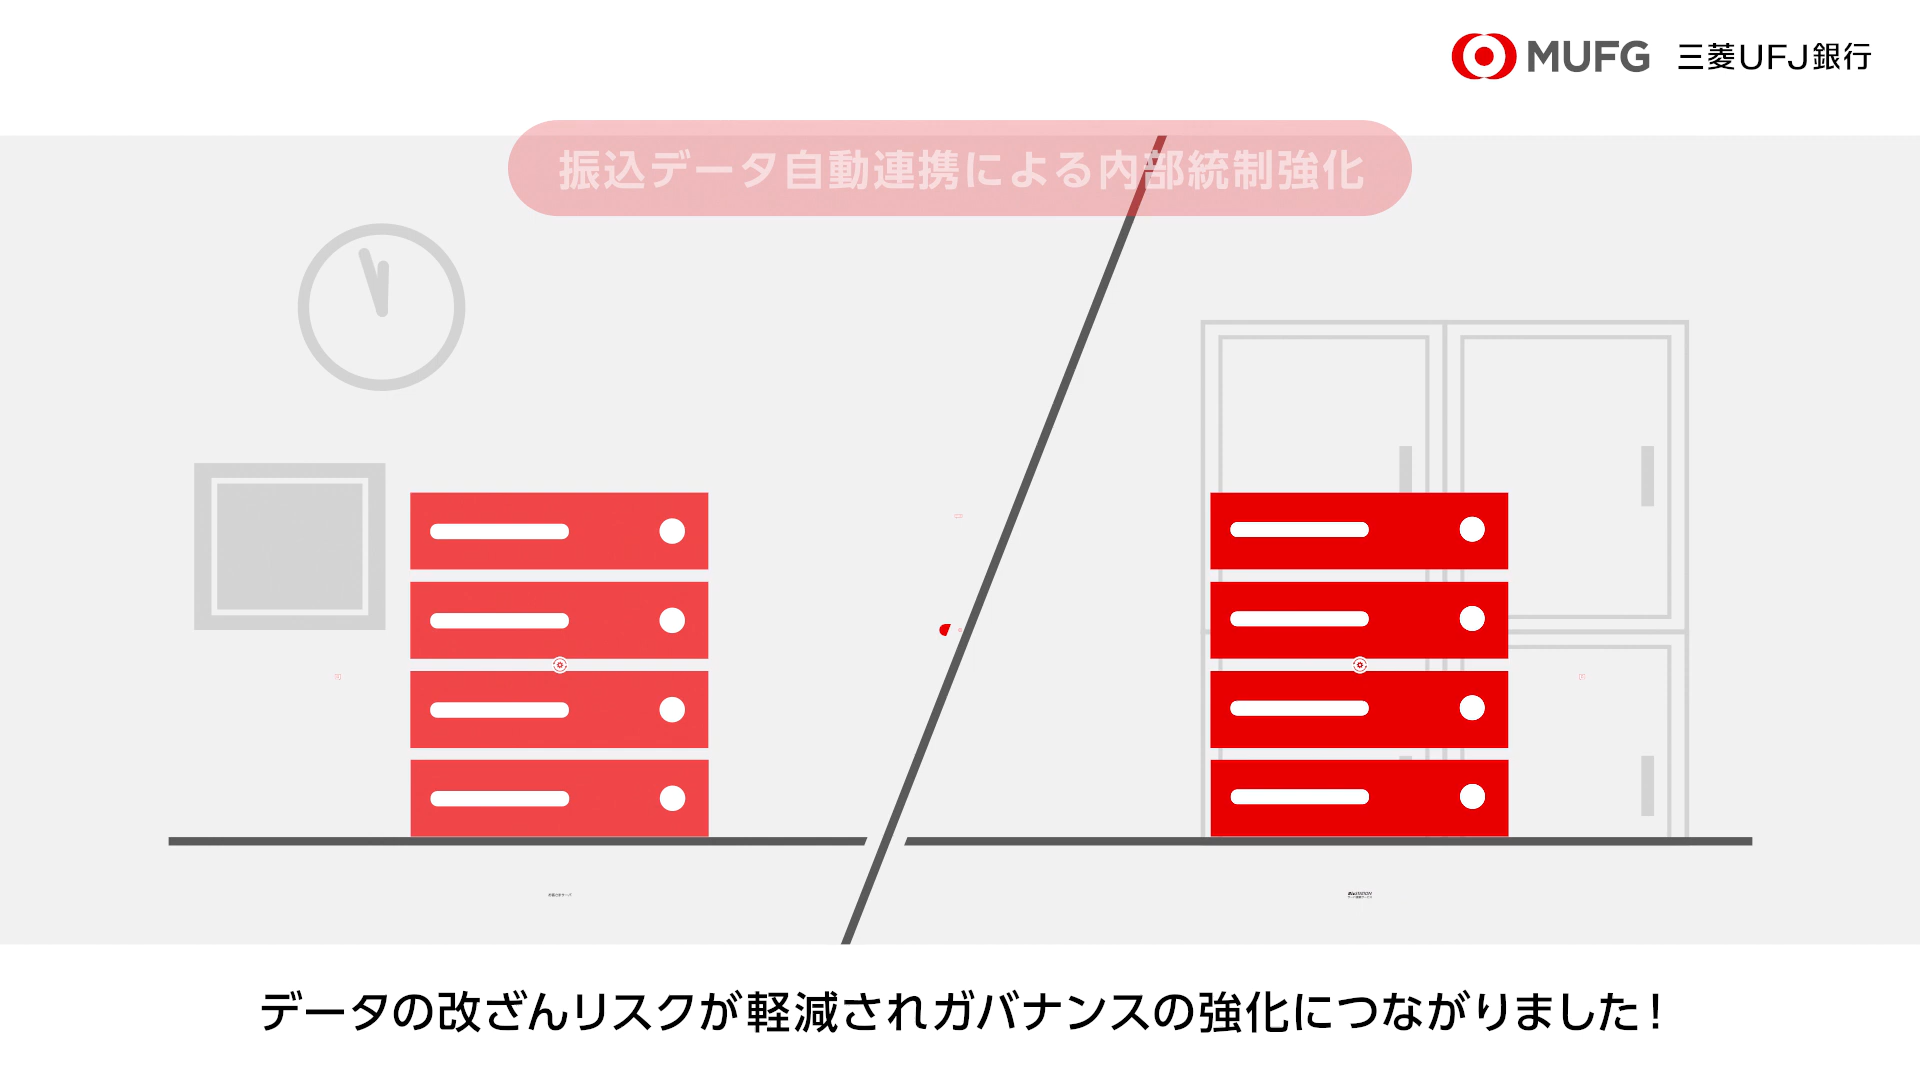 MUFG 三菱UFJ銀行
振込データ自動連携による内部統制強化
データの改ざんリスクが軽減されガバナンスの強化につながりました！